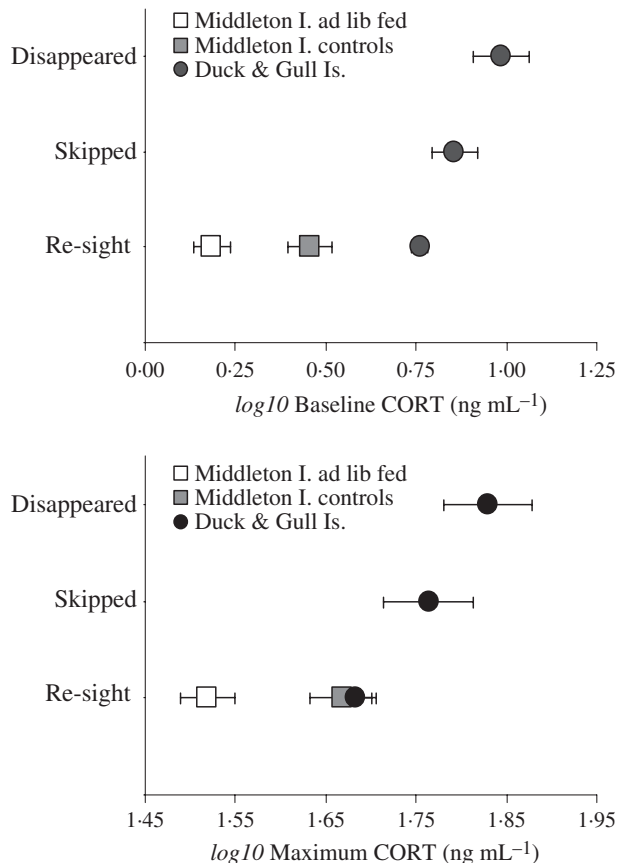 Middleton I. ad lib fed
Disappeared
Middleton I. controls
Duck & Gull Is.
Skipped
Re-sight
0·00 0·25 0·50 0·75 1·00 1·25
log10 Baseline CORT (ng mL⁻¹)
Middleton I. ad lib fed
Disappeared
Middleton I. controls
Duck & Gull Is.
Skipped
Re-sight
1·45 1·55 1·65 1·75 1·85 1·95
log10 Maximum CORT (ng mL⁻¹)